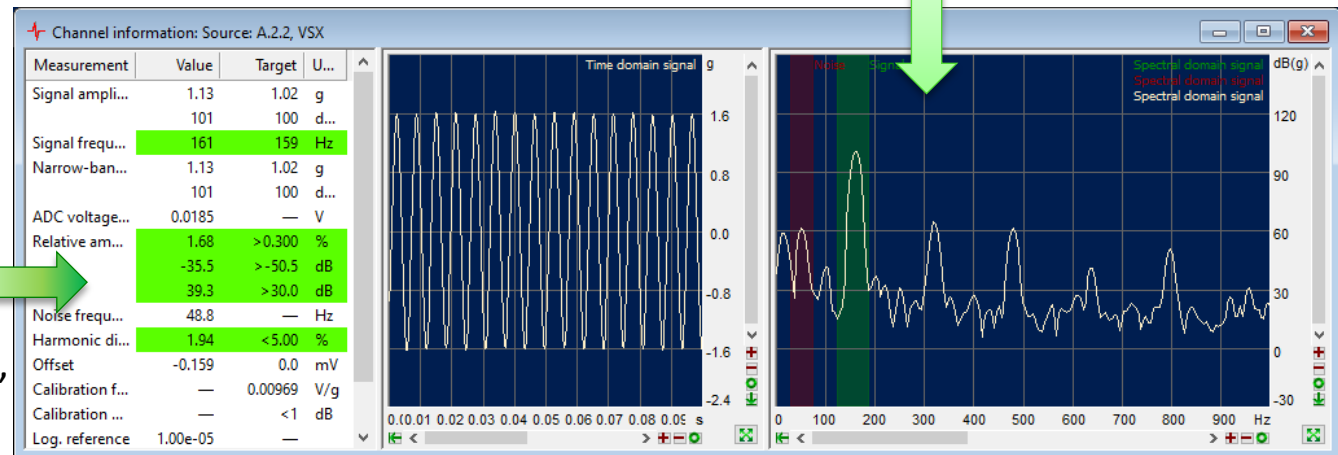 Channel information: Source: A.2.2, VSX
Measurement Value Target U...
Signal ampli... 1.13 1.02 g
101 100 d...
Signal frequ... 161 159 Hz
Narrow-ban... 1.13 1.02 g
101 100 d...
ADC voltage... 0.0185 — V
Relative am... 1.68 >0.300 %
-35.5 >-50.5 dB
39.3 >30.0 dB
Noise frequ... 48.8 — Hz
Harmonic di... 1.94 <5.00 %
Offset -0.159 0.0 mV
Calibration f... — 0.00969 V/g
Calibration ... — <1 dB
Log. reference 1.00e-05 —
,
Time domain signal g
1.6
0.8
0.0
-0.8
-1.6
-2.4
0.0 0.01 0.02 0.03 0.04 0.05 0.06 0.07 0.08 0.09 s
Noise Signal Spectral domain signal dB(g)
Spectral domain signal
Spectral domain signal
120
90
60
30
0
-30
0 100 200 300 400 500 600 700 800 900 Hz